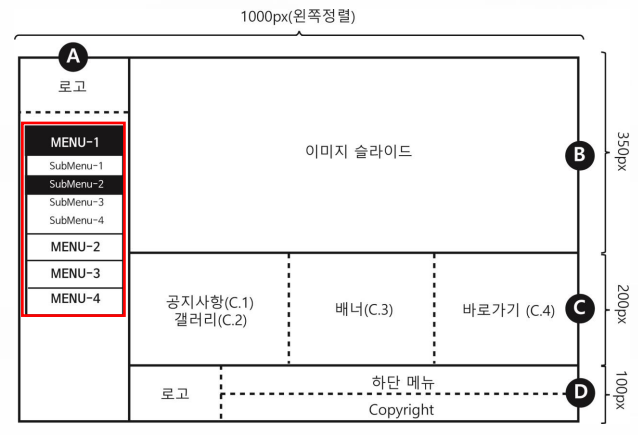 1000px(왼쪽정렬)
A
로고
MENU-1
SubMenu-1
SubMenu-2
SubMenu-3
SubMenu-4
MENU-2
MENU-3
MENU-4
이미지 슬라이드
B
350px
공지사항(C.1)
갤러리(C.2)
배너(C.3)
바로가기 (C.4)
C
200px
로고
하단 메뉴
Copyright
D
100px